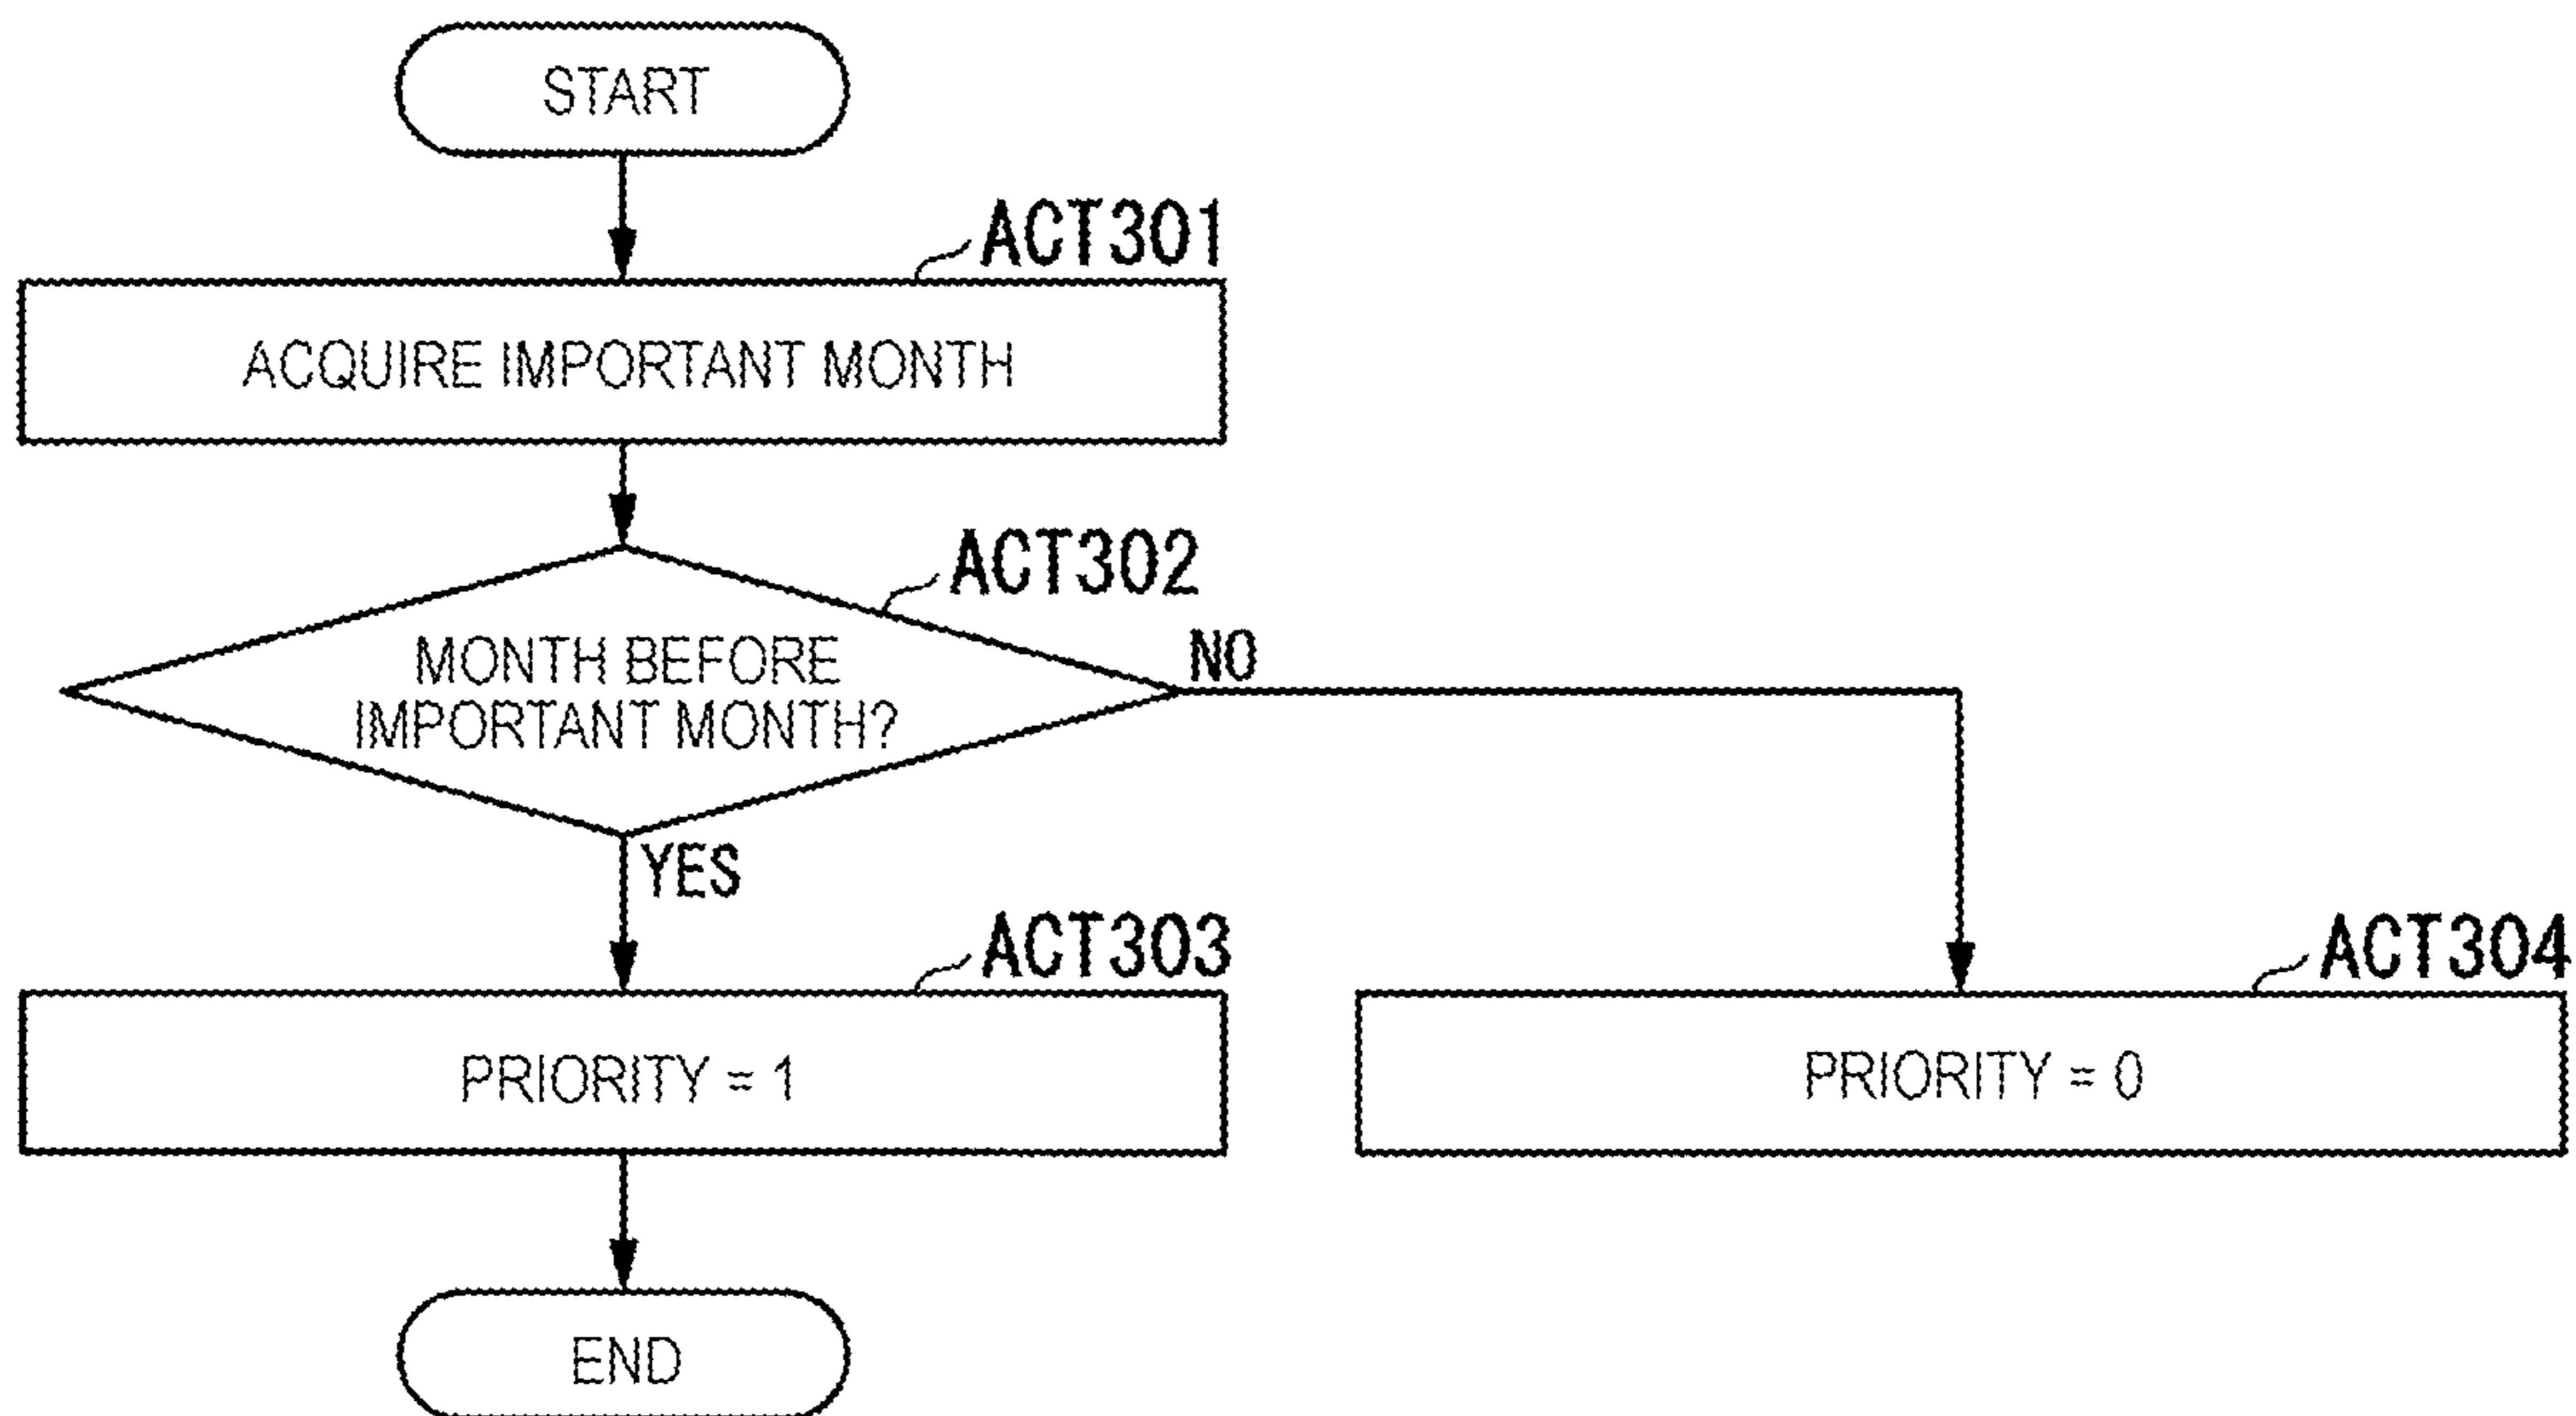 START
ACT301
ACQUIRE IMPORTANT MONTH
ACT302
MONTH BEFORE
IMPORTANT MONTH?
NO
YES
ACT303
PRIORITY = 1
ACT304
PRIORITY = 0
END